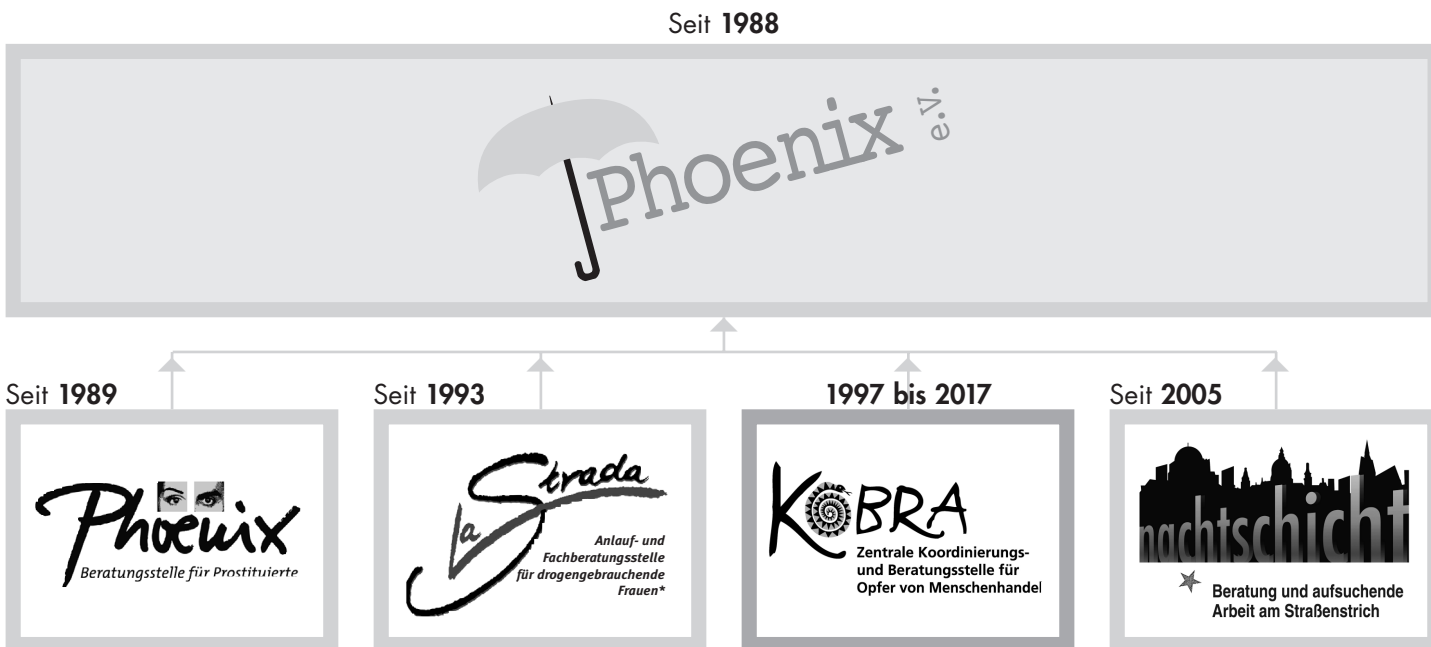 Seit 1988
Phoenix e.V.
Seit 1989
Phoenix
Beratungsstelle für Prostituierte
Seit 1993
La Strada
Anlauf- und
Fachberatungsstelle
für drogengebrauchende
Frauen*
1997 bis 2017
KOBRA
Zentrale Koordinierungs-
und Beratungsstelle für
Opfer von Menschenhandel
Seit 2005
nachtschicht
Beratung und aufsuchende
Arbeit am Straßenstrich